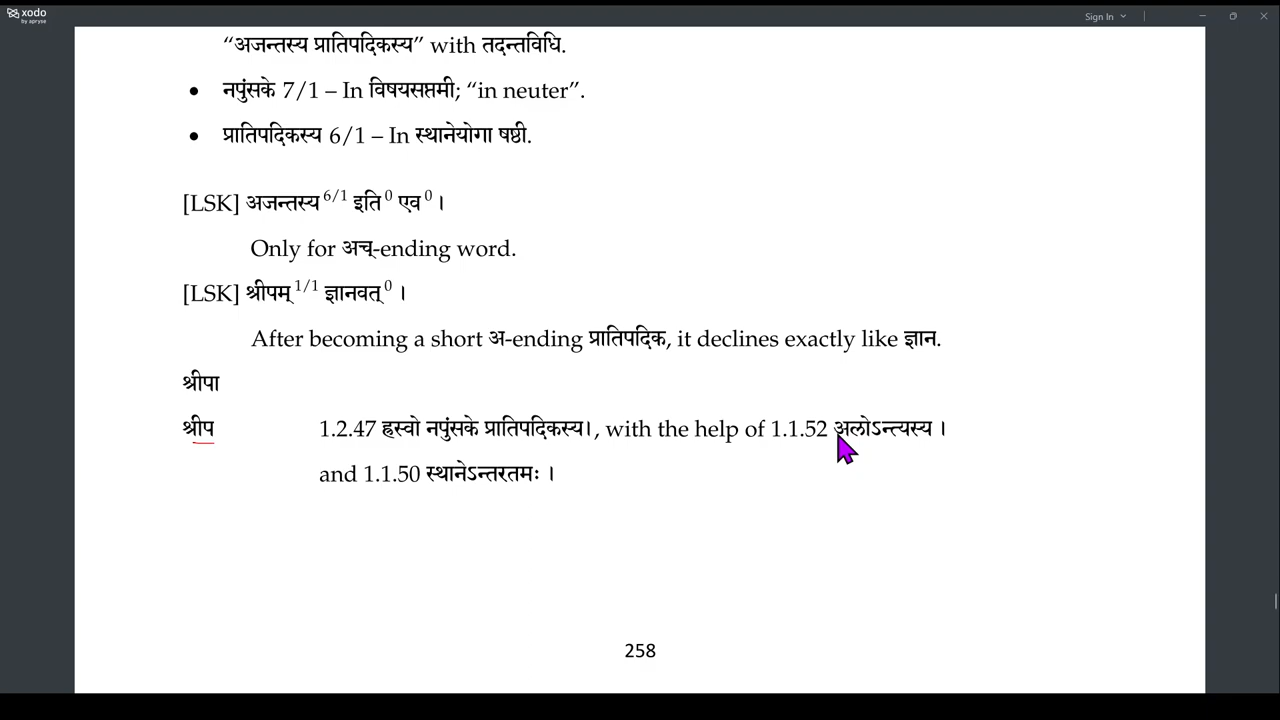 xodo
by apryse
Sign In
“अजन्तस्य प्रातिपदिकस्य” with तदन्तविधि.
• नपुंसके 7/1 – In विषयसप्तमी; “in neuter”.
• प्रातिपदिकस्य 6/1 – In स्थानेयोगा षष्ठी.
[LSK] अजन्तस्य 6/1 इति 0 एव 0 ।
Only for अच्-ending word.
[LSK] श्रीपम् 1/1 ज्ञानवत् 0 ।
After becoming a short अ-ending प्रातिपदिक, it declines exactly like ज्ञान.
श्रीपा
श्रीप 1.2.47 ह्रस्वो नपुंसके प्रातिपदिकस्य।, with the help of 1.1.52 अलोऽन्त्यस्य ।
and 1.1.50 स्थानेऽन्तरतमः ।
258